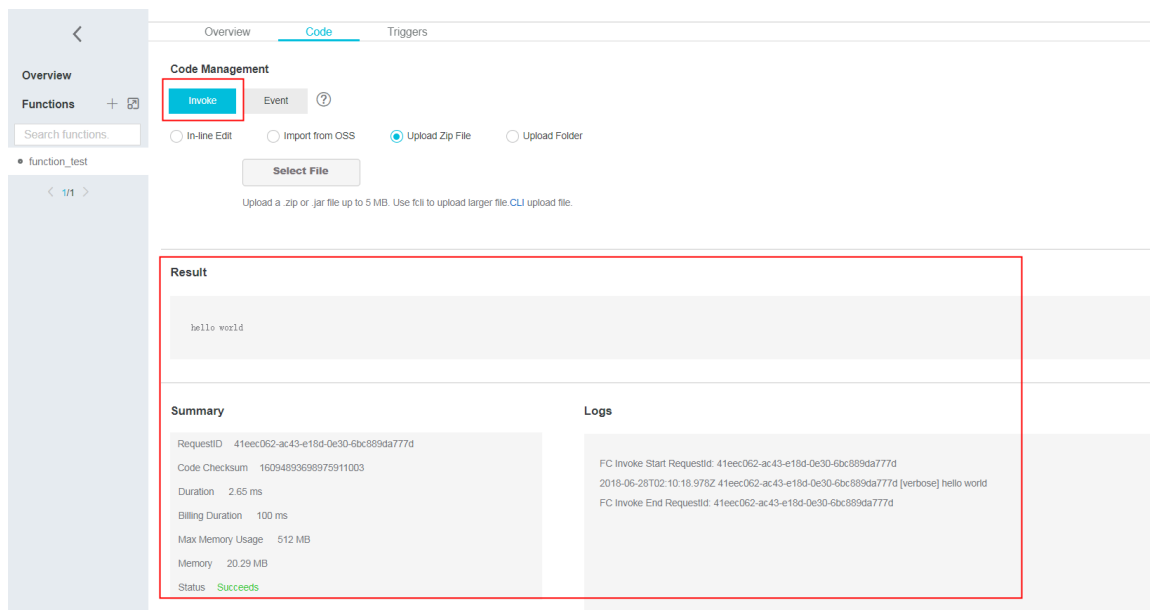 Overview Code Triggers
Overview
Functions
Search functions.
function_test
1/1
Code Management
Invoke Event ?
In-line Edit Import from OSS Upload Zip File Upload Folder
Select File
Upload a .zip or .jar file up to 5 MB. Use fcli to upload larger file.CLI upload file.
Result
hello world
Summary
RequestID 41eec062-ac43-e18d-0e30-6bc889da777d
Code Checksum 16094893698975911003
Duration 2.65 ms
Billing Duration 100 ms
Max Memory Usage 512 MB
Memory 20.29 MB
Status Succeeds
Logs
FC Invoke Start RequestId: 41eec062-ac43-e18d-0e30-6bc889da777d
2018-06-28T02:10:18.978Z 41eec062-ac43-e18d-0e30-6bc889da777d [verbose] hello world
FC Invoke End RequestId: 41eec062-ac43-e18d-0e30-6bc889da777d